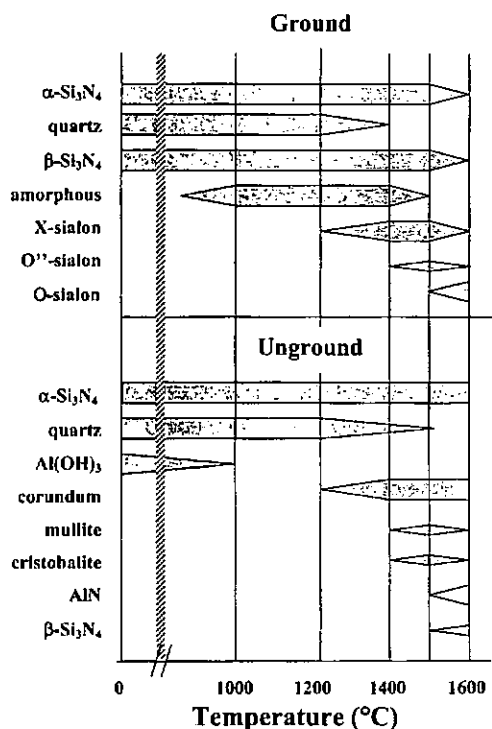 Ground
α-Si₃N₄
quartz
β-Si₃N₄
amorphous
X-sialon
O''-sialon
O-sialon
Unground
α-Si₃N₄
quartz
Al(OH)₃
corundum
mullite
cristobalite
AlN
β-Si₃N₄
0 1000 1200 1400 1600
Temperature (°C)